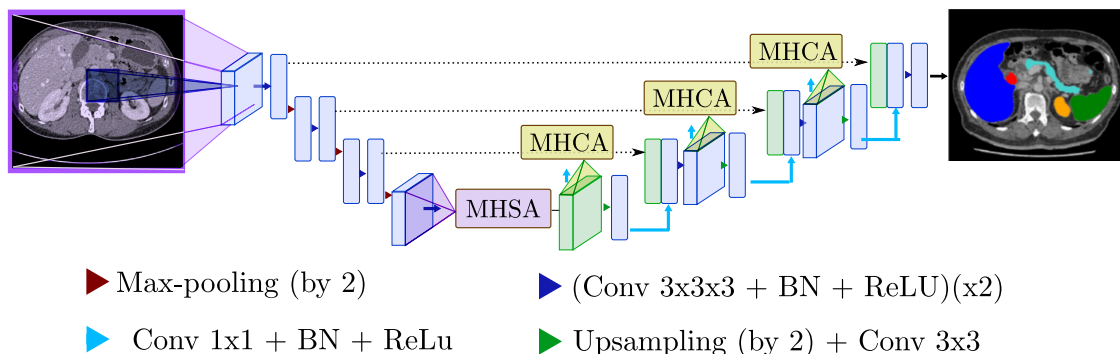 MHCA
MHCA
MHCA
MHSA
Max-pooling (by 2)
(Conv 3x3x3 + BN + ReLU)(x2)
Conv 1x1 + BN + ReLu
Upsampling (by 2) + Conv 3x3